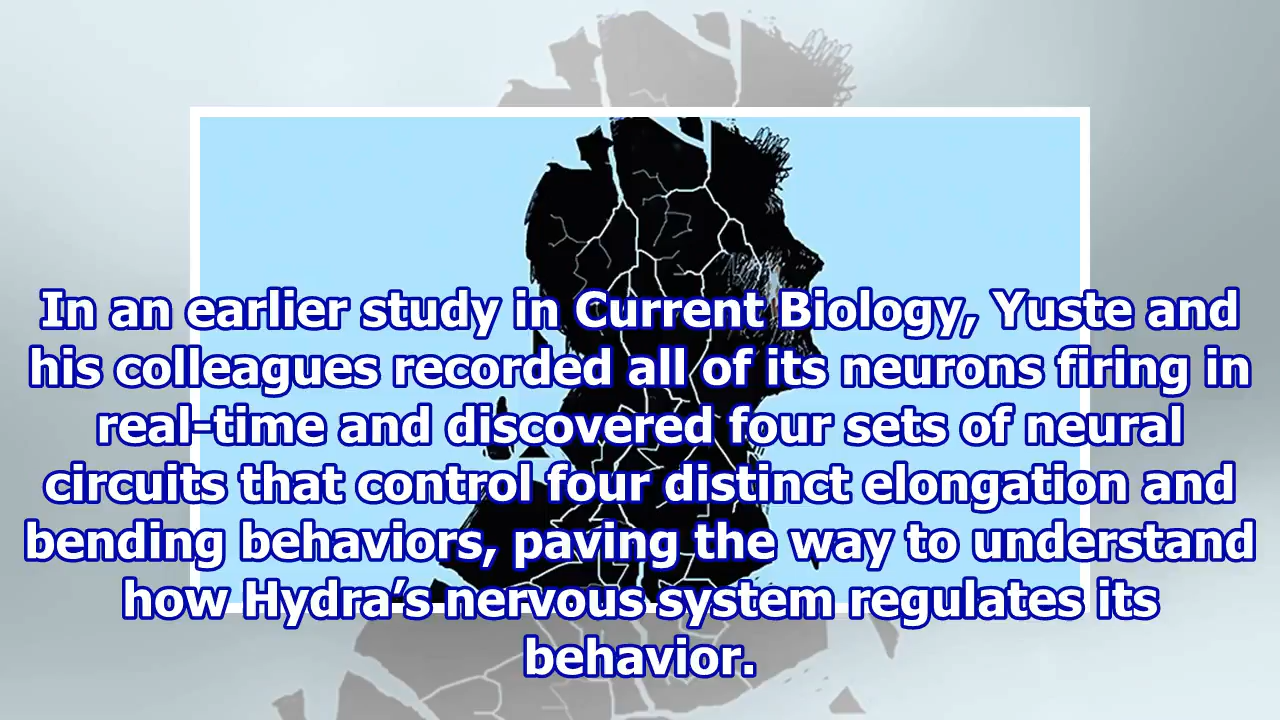 In an earlier study in Current Biology, Yuste and
his colleagues recorded all of its neurons firing in
real-time and discovered four sets of neural
circuits that control four distinct elongation and
bending behaviors, paving the way to understand
how Hydra’s nervous system regulates its
behavior.